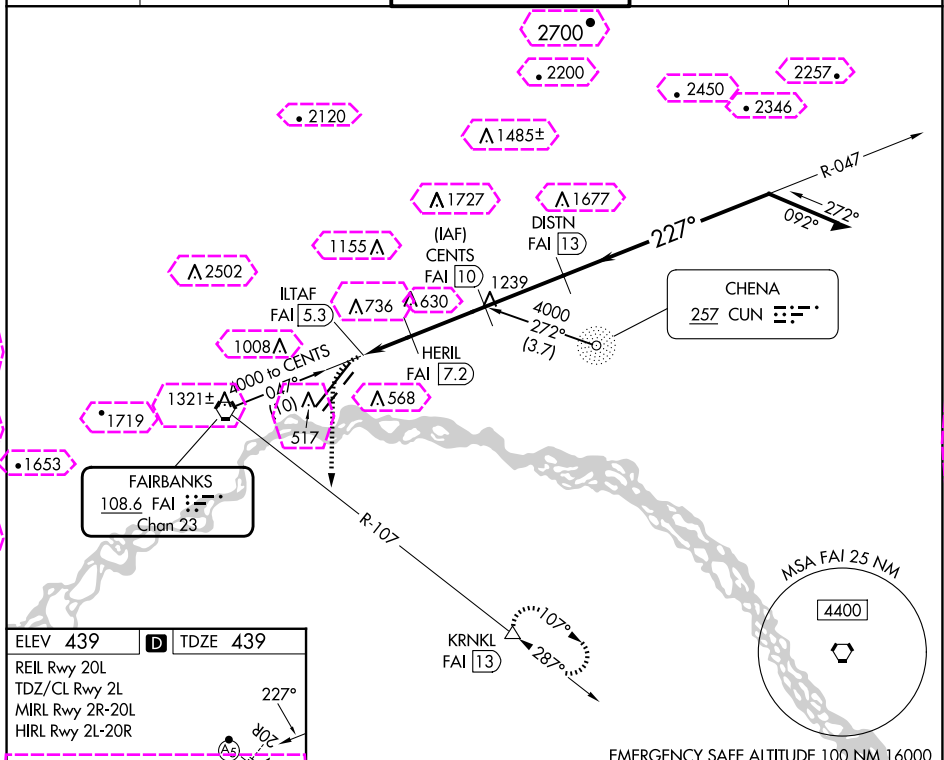 2700
2200
2257
2450
2346
2120
1485±
R-047
272°
092°
1727
1677
(IAF)
CENTS
FAI 10
DISTN
FAI 13
227°
1155
2502
1239
ILTAF
FAI 5.3
736
630
4000
272°
(3.7)
CHENA
257 CUN
1008
HERIL
FAI 7.2
4000 to CENTS
047°
(10)
1321±
568
1719
517
1653
FAIRBANKS
108.6 FAI
Chan 23
R-107
MSA FAI 25 NM
4400
107°
KRNKL
FAI 13
287°
ELEV 439 D TDZE 439
REIL Rwy 20L
TDZ/CL Rwy 2L
MIRL Rwy 2R-20L
HIRL Rwy 2L-20R
227°
20R
A5
EMERGENCY SAFE ALTITUDE 100 NM 16000